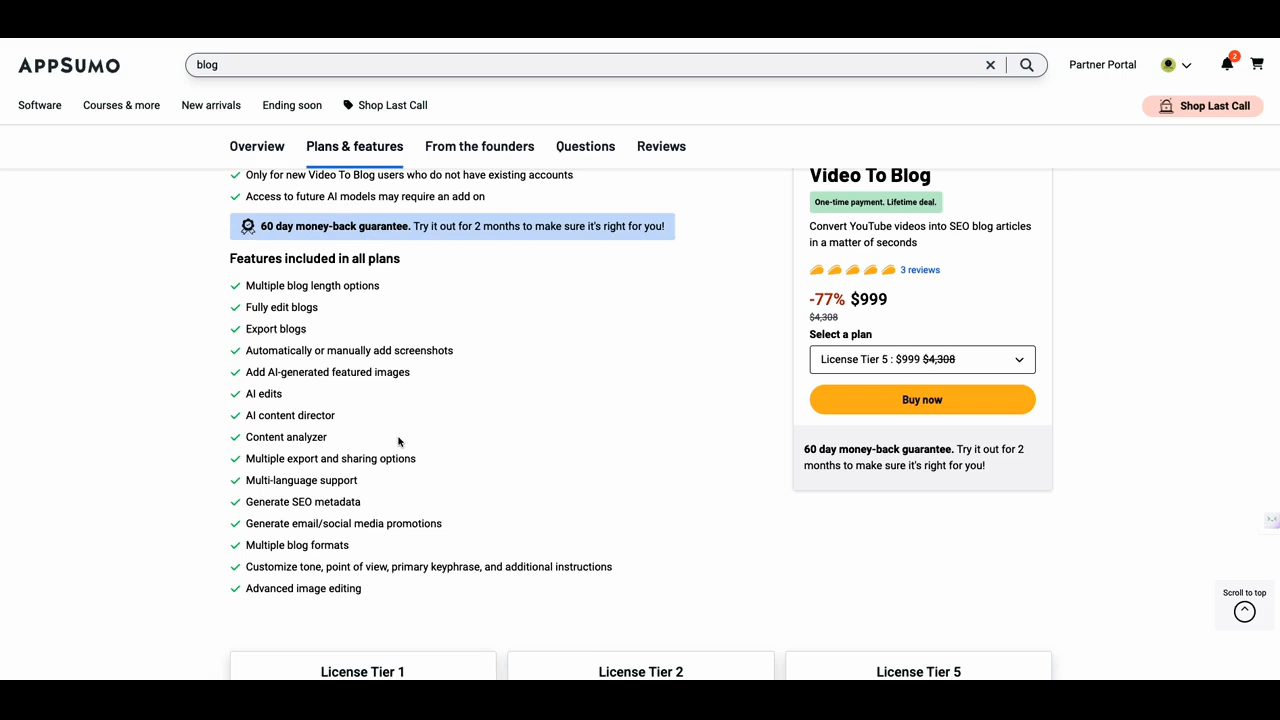 APPSUMO
blog
Partner Portal
2
Software
Courses & more
New arrivals
Ending soon
Shop Last Call
Shop Last Call
Overview
Plans & features
From the founders
Questions
Reviews
Only for new Video To Blog users who do not have existing accounts
Access to future AI models may require an add on
60 day money-back guarantee. Try it out for 2 months to make sure it's right for you!
Features included in all plans
Multiple blog length options
Fully edit blogs
Export blogs
Automatically or manually add screenshots
Add AI-generated featured images
AI edits
AI content director
Content analyzer
Multiple export and sharing options
Multi-language support
Generate SEO metadata
Generate email/social media promotions
Multiple blog formats
Customize tone, point of view, primary keyphrase, and additional instructions
Advanced image editing
Video To Blog
One-time payment. Lifetime deal.
Convert YouTube videos into SEO blog articles
in a matter of seconds
3 reviews
-77% $999
$4,308
Select a plan
License Tier 5 : $999 $4,308
Buy now
60 day money-back guarantee. Try it out for 2
months to make sure it's right for you!
Scroll to top
License Tier 1
License Tier 2
License Tier 5